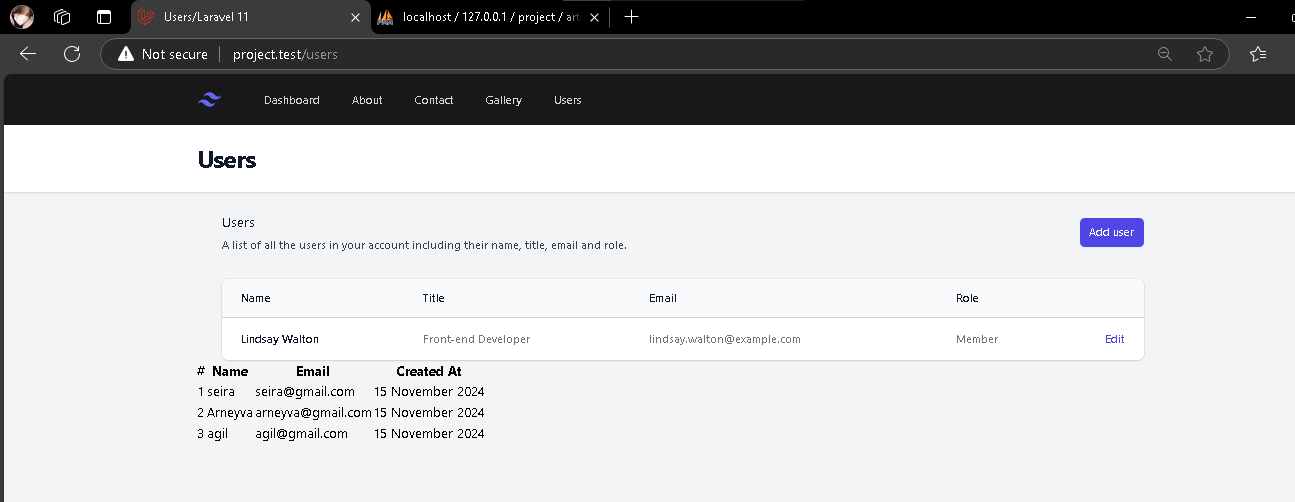 Users/Laravel 11
localhost / 127.0.0.1 / project / art
Not secure project.test/users
Dashboard About Contact Gallery Users
Users
Users
Add user
A list of all the users in your account including their name, title, email and role.
Name Title Email Role
Lindsay Walton Front-end Developer lindsay.walton@example.com Member Edit
# Name Email Created At
1 seira seira@gmail.com 15 November 2024
2 Arneyva arneyva@gmail.com 15 November 2024
3 agil agil@gmail.com 15 November 2024